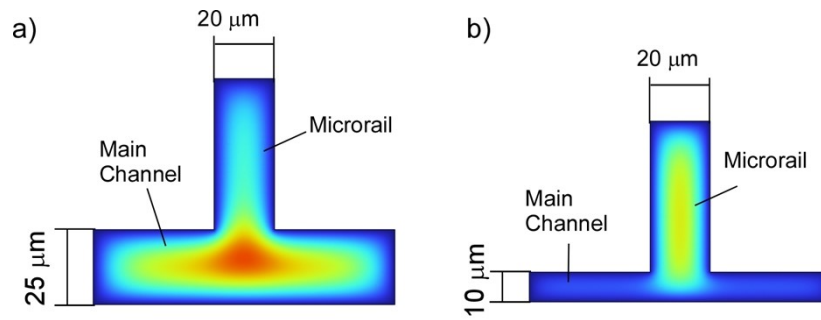 a)
20 μm
Microrail
Main
Channel
25 μm
b)
20 μm
Microrail
Main
Channel
10 μm